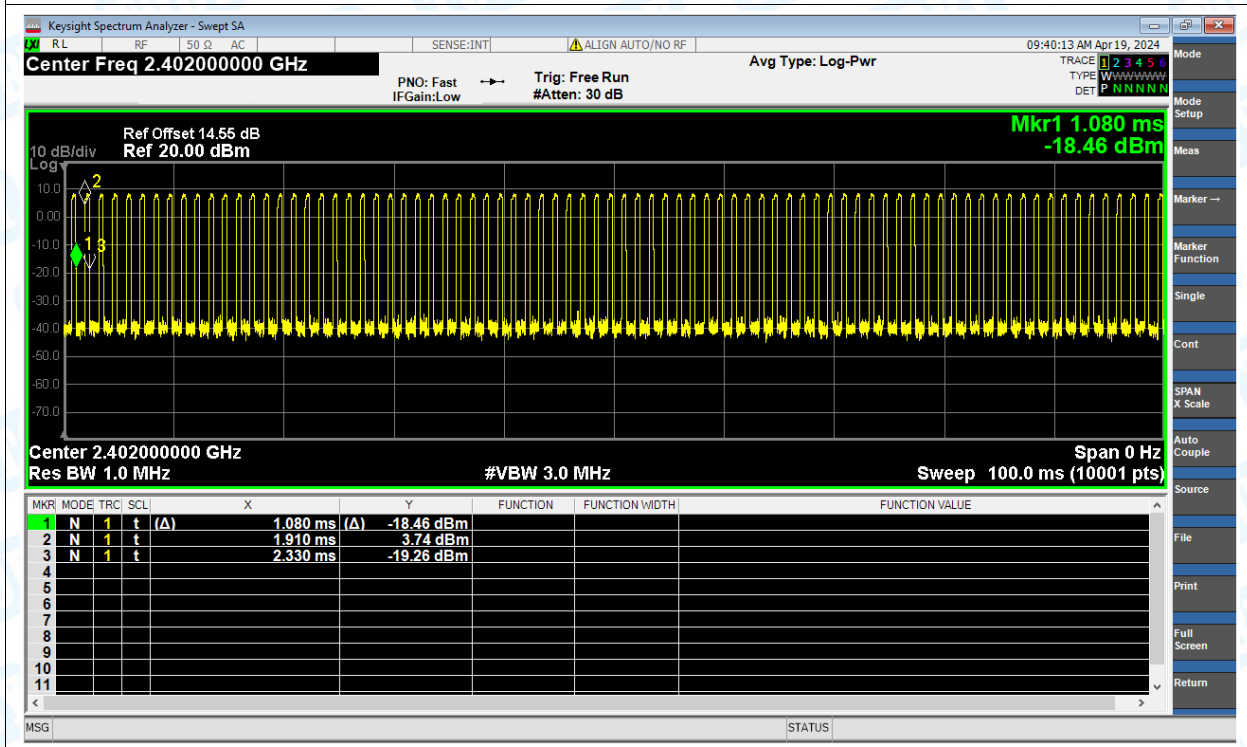 Keysight Spectrum Analyzer - Swept SA
LXI RL RF 50 Ω AC SENSE:INT ALIGN AUTO/NO RF 09:40:13 AM Apr 19, 2024
Center Freq 2.402000000 GHz Avg Type: Log-Pwr TRACE 1 2 3 4 5 6
PNO: Fast Trig: Free Run TYPE WWWWWW
IFGain:Low #Atten: 30 dB DET P N N N N N
Mkr1 1.080 ms
-18.46 dBm
Ref Offset 14.55 dB
10 dB/div Ref 20.00 dBm
Log
10.0
0.00
-10.0
-20.0
-30.0
-40.0
-50.0
-60.0
-70.0
2
1 3
Center 2.402000000 GHz Span 0 Hz
Res BW 1.0 MHz #VBW 3.0 MHz Sweep 100.0 ms (10001 pts)
MKR MODE TRC SCL X Y FUNCTION FUNCTION WIDTH FUNCTION VALUE
1 N 1 t (Δ) 1.080 ms (Δ) -18.46 dBm
2 N 1 t 1.910 ms 3.74 dBm
3 N 1 t 2.330 ms -19.26 dBm
4
5
6
7
8
9
10
11
MSG STATUS
Mode
Mode
Setup
Meas
Marker →
Marker
Function
Single
Cont
SPAN
X Scale
Auto
Couple
Source
File
Print
Full
Screen
Return